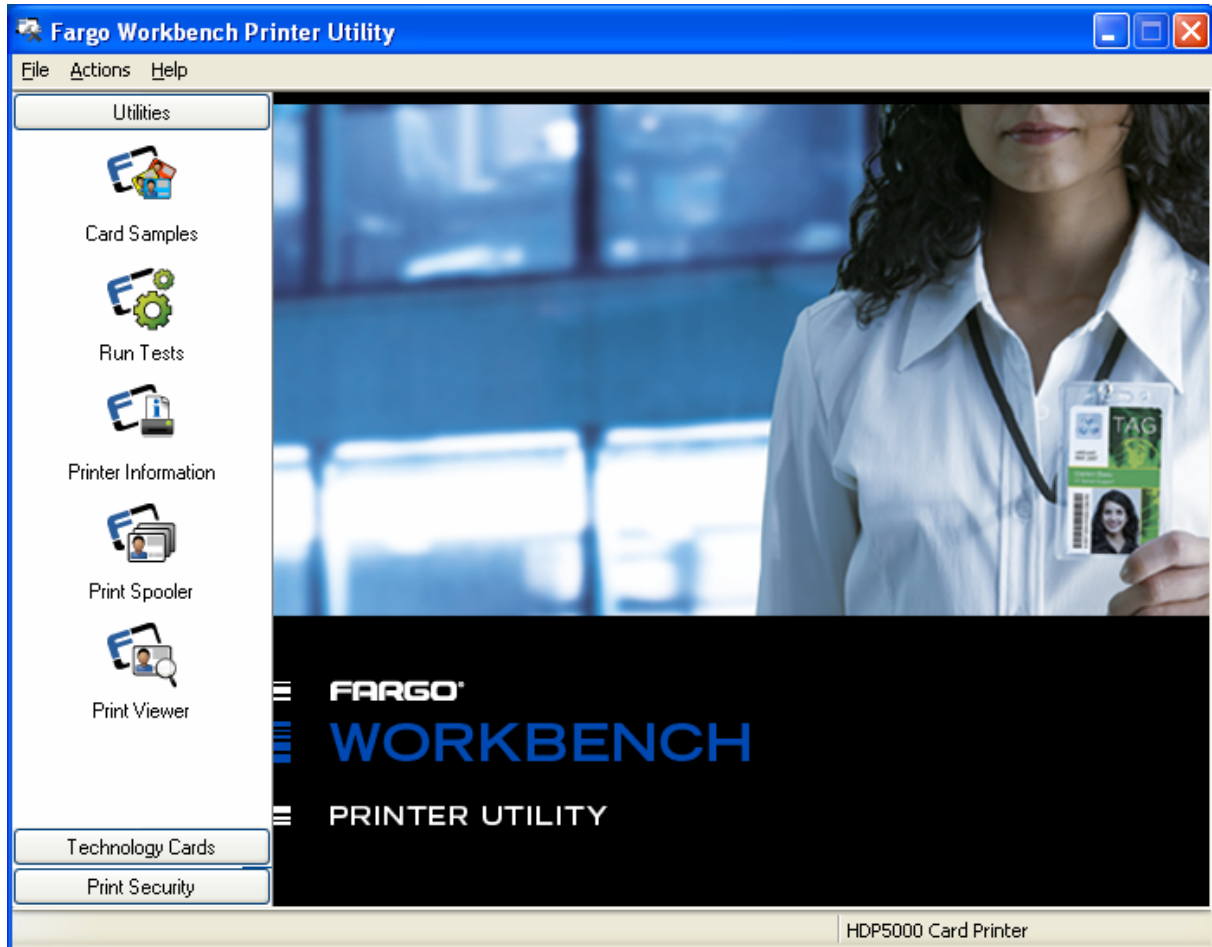 Fargo Workbench Printer Utility
File Actions Help
Utilities
Card Samples
Run Tests
Printer Information
Print Spooler
Print Viewer
Technology Cards
Print Security
TAG
FARGO®
WORKBENCH
PRINTER UTILITY
HDP5000 Card Printer